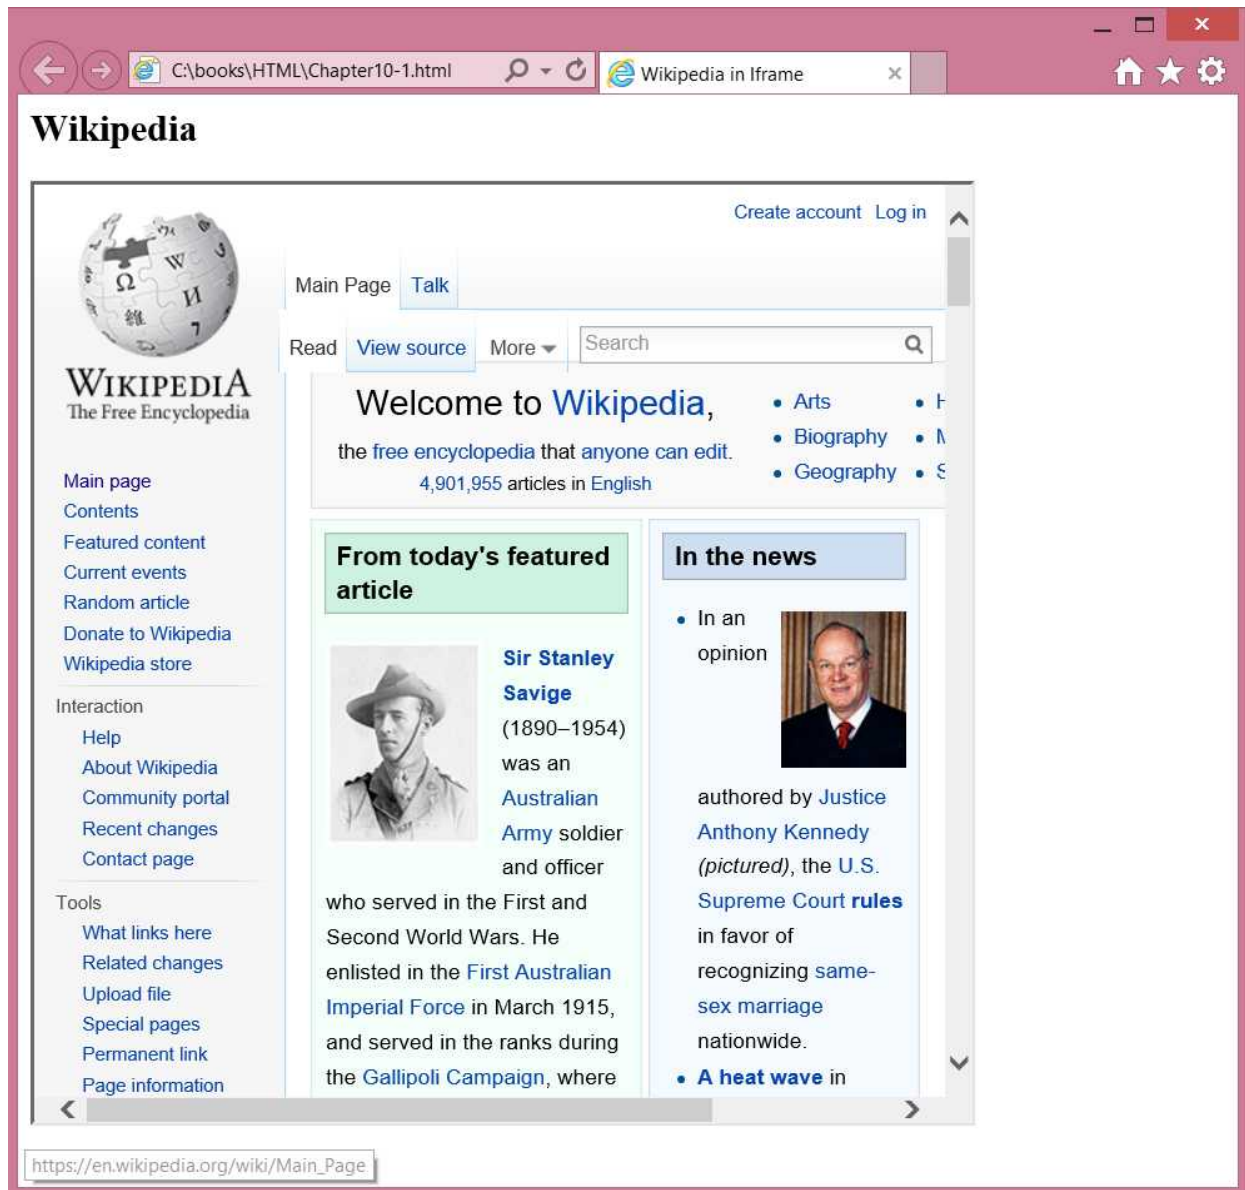 C:\books\HTML\Chapter10-1.html
Wikipedia in Iframe
Wikipedia
Create account Log in
Main Page Talk
Read View source More
Search
WIKIPEDIA
The Free Encyclopedia
Main page
Contents
Featured content
Current events
Random article
Donate to Wikipedia
Wikipedia store
Interaction
Help
About Wikipedia
Community portal
Recent changes
Contact page
Tools
What links here
Related changes
Upload file
Special pages
Permanent link
Page information
Welcome to Wikipedia,
the free encyclopedia that anyone can edit.
4,901,955 articles in English
• Arts
• Biography
• Geography
From today's featured
article
Sir Stanley
Savige
(1890–1954)
was an
Australian
Army soldier
and officer
who served in the First and
Second World Wars. He
enlisted in the First Australian
Imperial Force in March 1915,
and served in the ranks during
the Gallipoli Campaign, where
In the news
• In an
opinion
authored by Justice
Anthony Kennedy
(pictured), the U.S.
Supreme Court rules
in favor of
recognizing same-
sex marriage
nationwide.
• A heat wave in
https://en.wikipedia.org/wiki/Main_Page